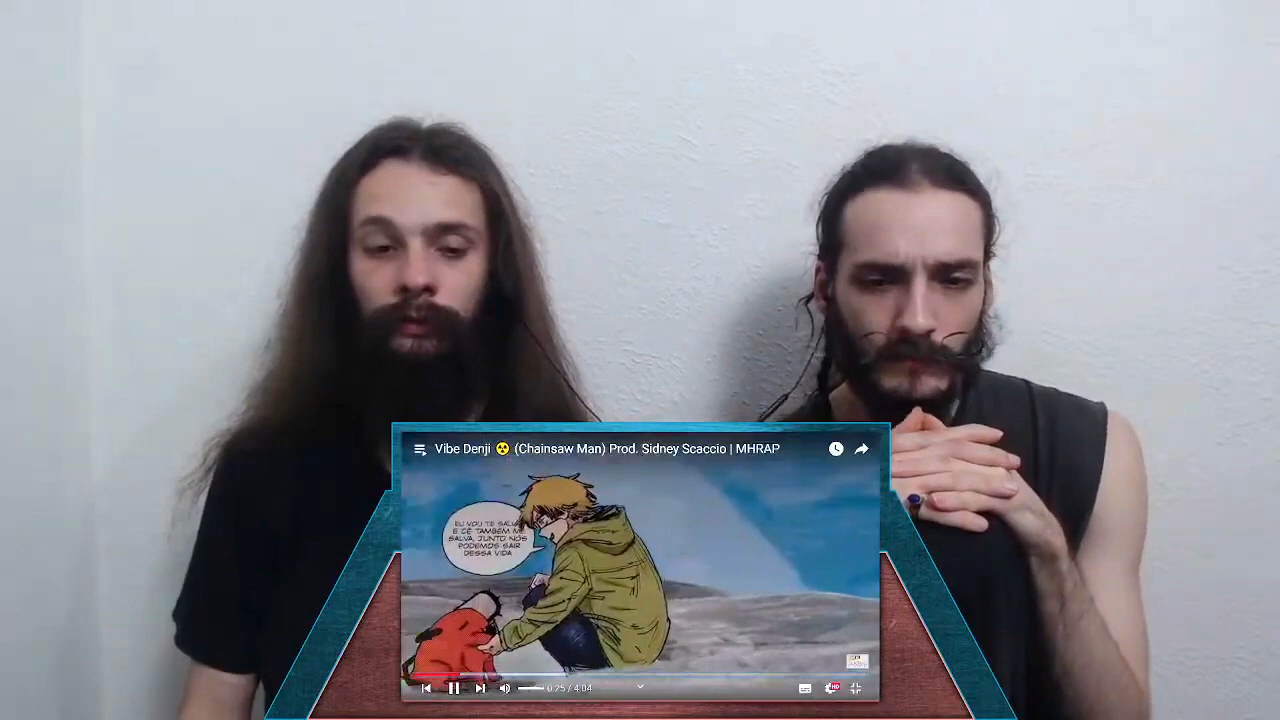 Vibe Denji ☢ (Chainsaw Man) Prod. Sidney Scaccio | MHRAP
EU VOU TE SALVA
E CÊ TAMBÉM ME
SALVA, JUNTO NÓS
PODEMOS SAIR
DESSA VIDA
0:25 / 4:04
HD